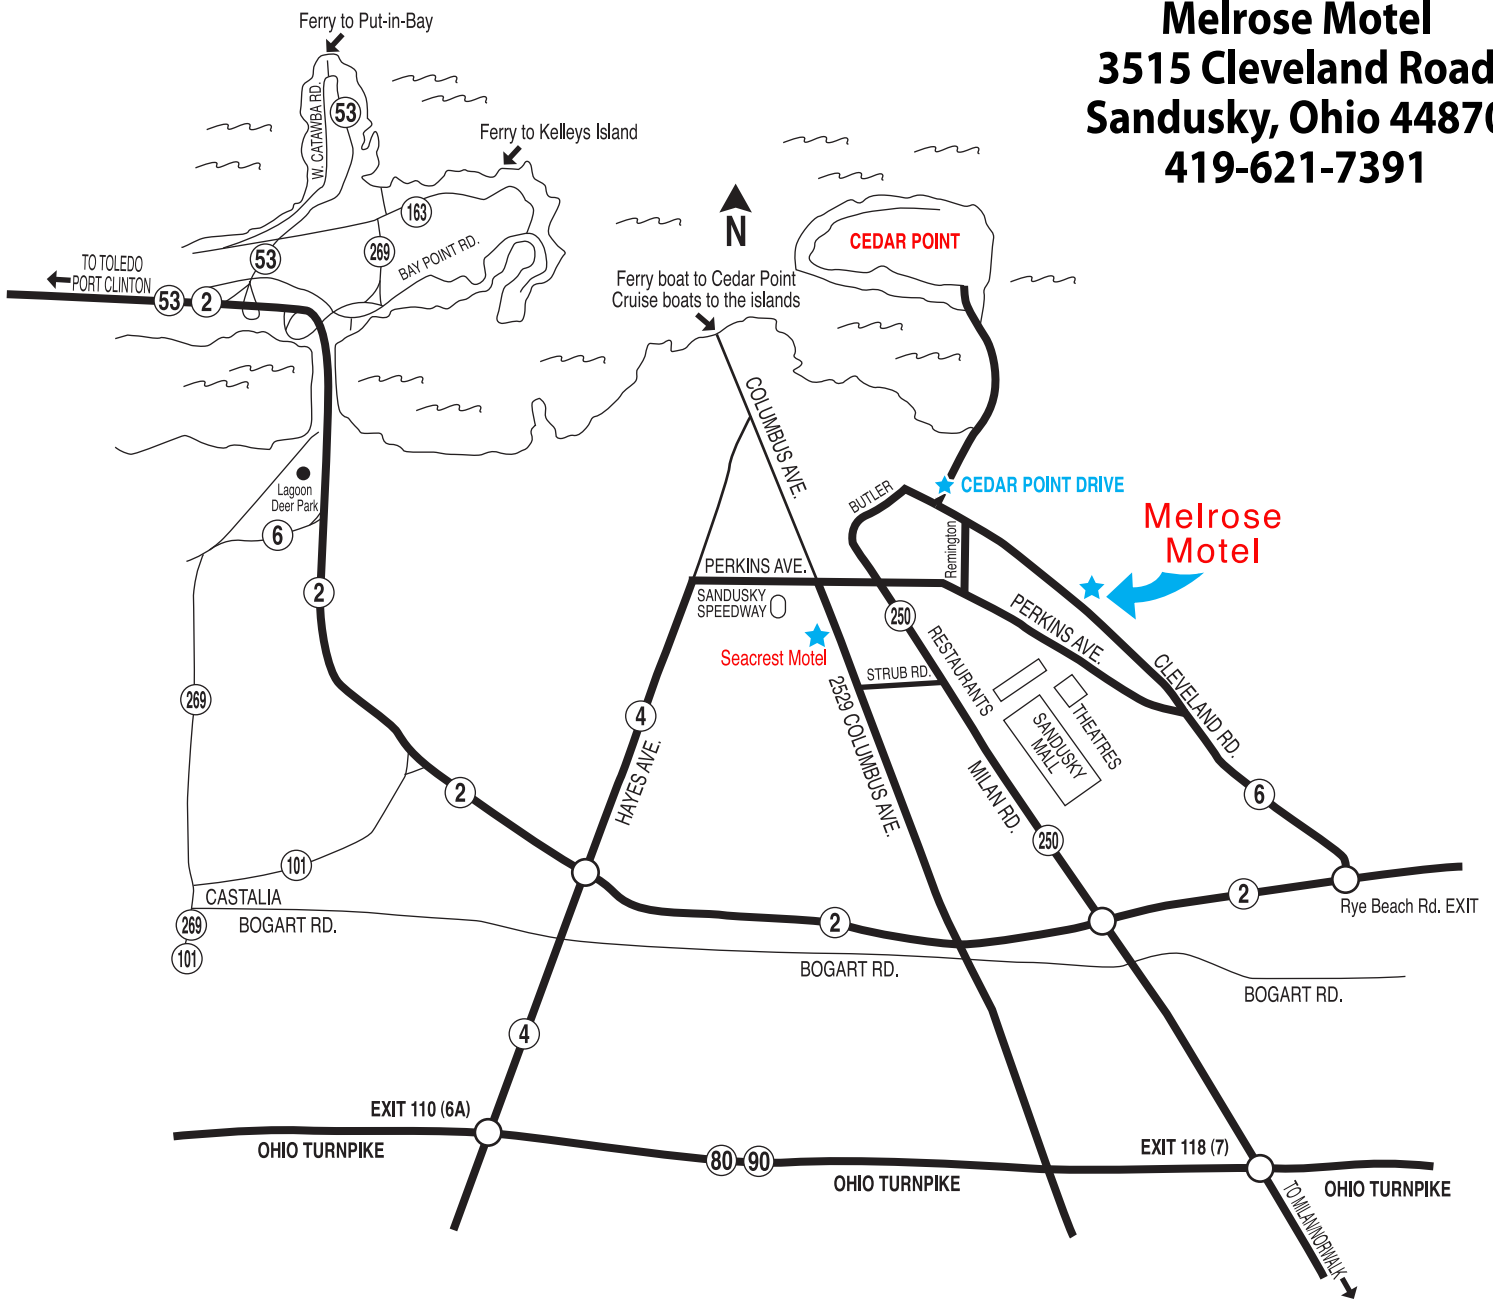 Melrose Motel
3515 Cleveland Road
Sandusky, Ohio 44870
419-621-7391
Ferry to Put-in-Bay
W. CATAWBA RD.
53
Ferry to Kelleys Island
163
53
269
BAY POINT RD.
N
CEDAR POINT
TO TOLEDO
PORT CLINTON
53
2
Ferry boat to Cedar Point
Cruise boats to the islands
COLUMBUS AVE.
Lagoon
Deer Park
6
2
BUTLER
CEDAR POINT DRIVE
Melrose
Motel
Remington
PERKINS AVE.
SANDUSKY
SPEEDWAY
250
PERKINS AVE.
Seacrest Motel
STRUB RD.
RESTAURANTS
2529 COLUMBUS AVE.
SANDUSKY
MALL
THEATRES
CLEVELAND RD.
269
4
HAYES AVE.
2
MILAN RD.
6
250
101
CASTALIA
269
BOGART RD.
101
2
2
Rye Beach Rd. EXIT
BOGART RD.
BOGART RD.
4
EXIT 110 (6A)
OHIO TURNPIKE
80
90
OHIO TURNPIKE
EXIT 118 (7)
OHIO TURNPIKE
TO MILAN/NORWALK